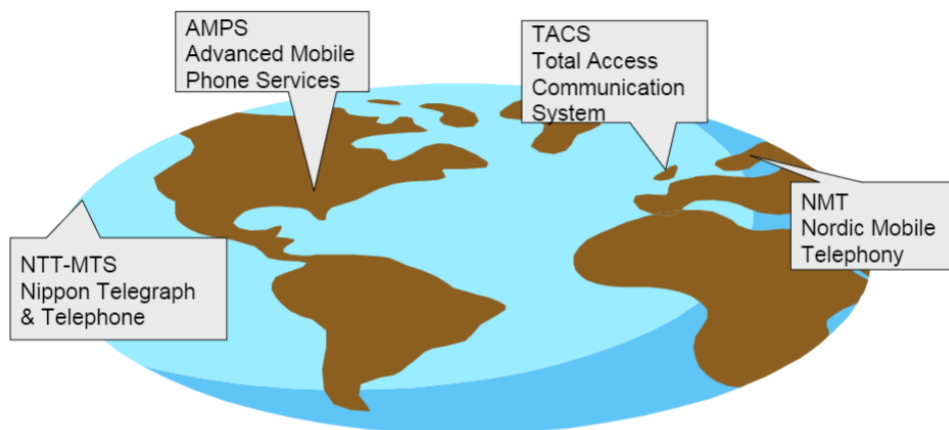 AMPS
Advanced Mobile
Phone Services
TACS
Total Access
Communication
System
NMT
Nordic Mobile
Telephony
NTT-MTS
Nippon Telegraph
& Telephone